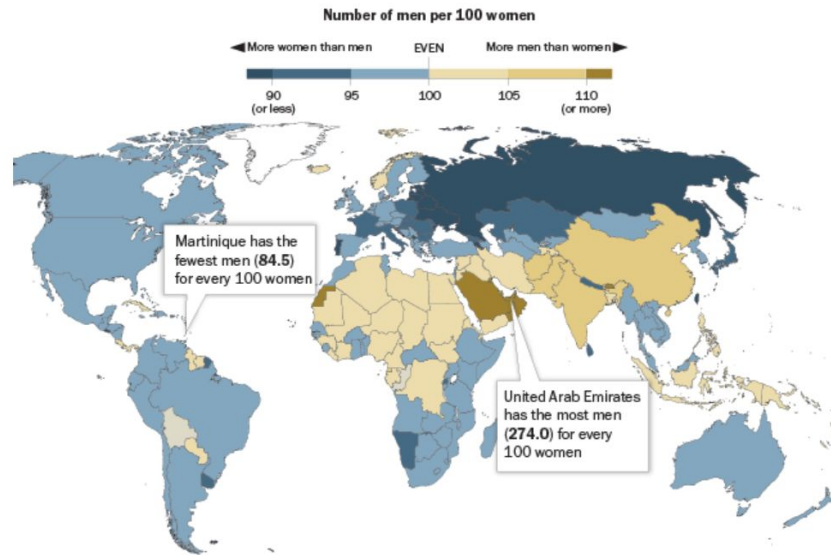 Number of men per 100 women
More women than men EVEN More men than women
90 95 100 105 110
(or less) (or more)
Martinique has the
fewest men (84.5)
for every 100 women
United Arab Emirates
has the most men
(274.0) for every
100 women